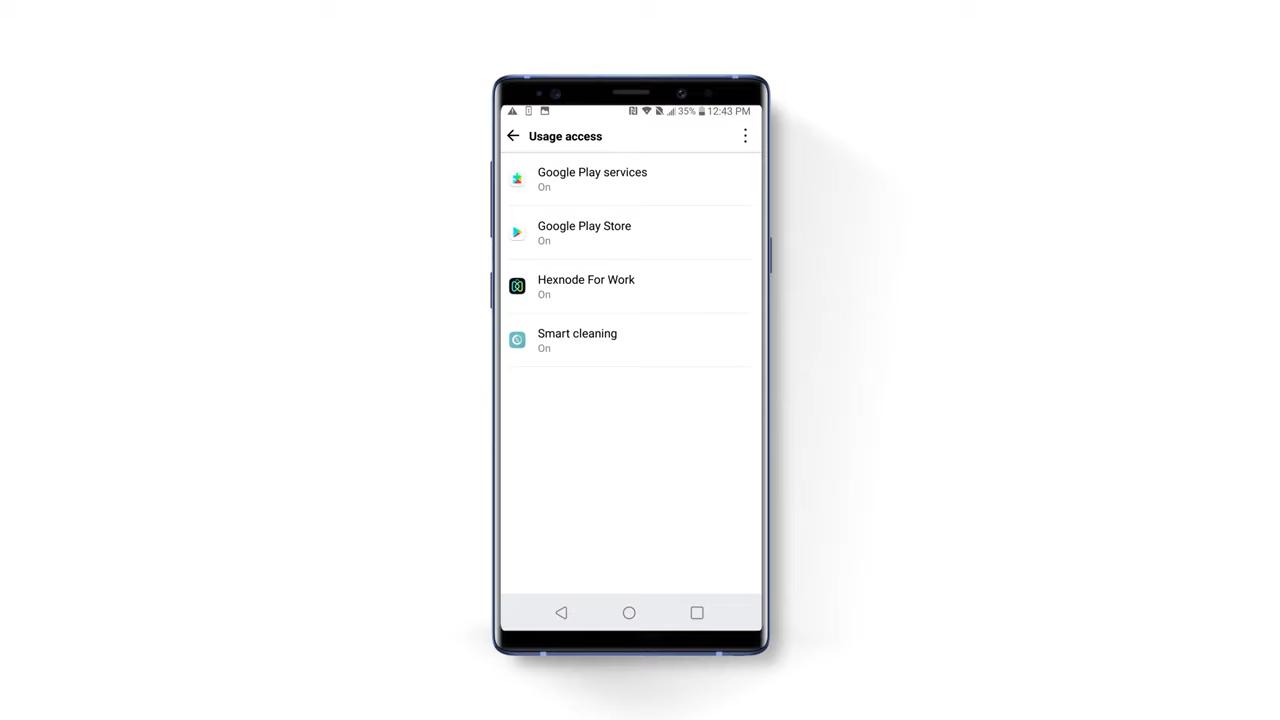 35% 12:43 PM
Usage access
Google Play services
On
Google Play Store
On
Hexnode For Work
On
Smart cleaning
On